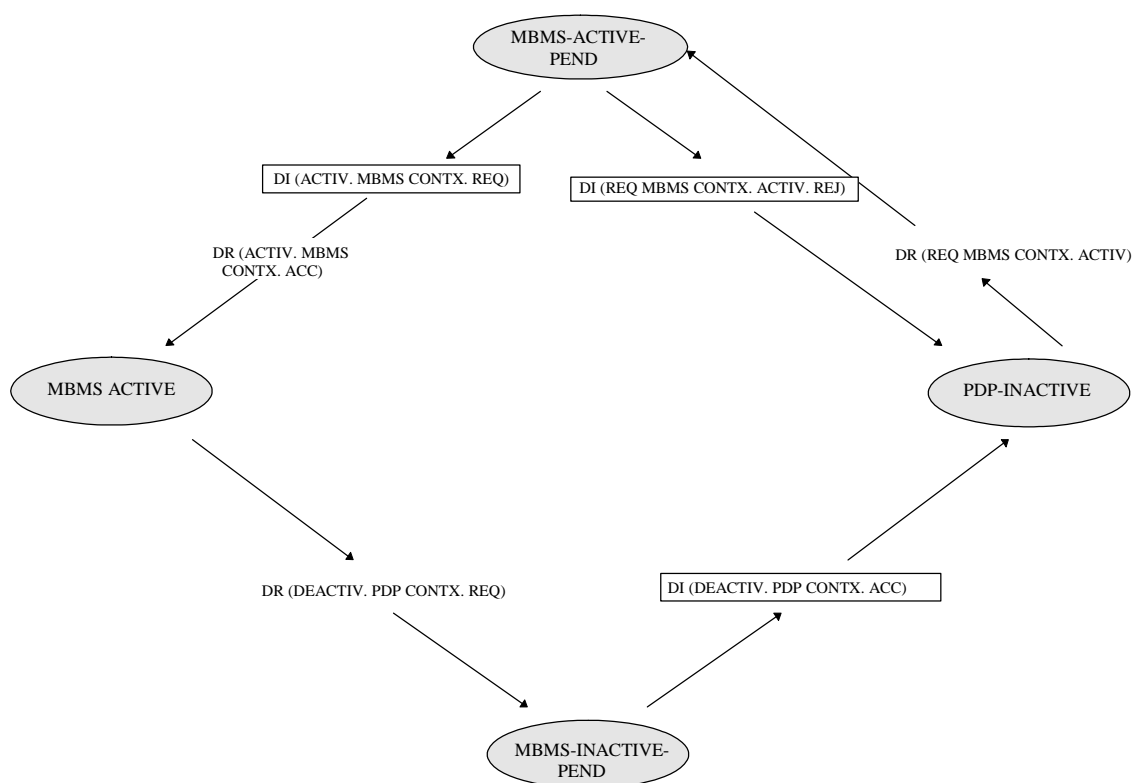 MBMS-ACTIVE-
PEND
DI (ACTIV. MBMS CONTX. REQ)
DI (REQ MBMS CONTX. ACTIV. REJ)
DR (ACTIV. MBMS
CONTX. ACC)
DR (REQ MBMS CONTX. ACTIV)
MBMS ACTIVE
PDP-INACTIVE
DR (DEACTIV. PDP CONTX. REQ)
DI (DEACTIV. PDP CONTX. ACC)
MBMS-INACTIVE-
PEND